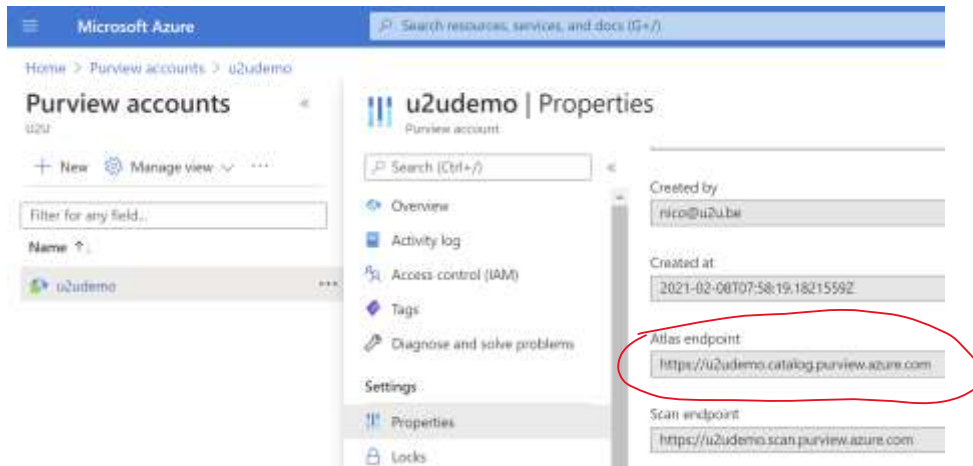 Microsoft Azure
Search resources, services, and docs (G+/)
Home > Purview accounts > u2udemo
Purview accounts
U2U
New
Manage view
...
Filter for any field...
Name ↑↓
u2udemo
...
u2udemo | Properties
Purview account
Search (Ctrl+/)
Overview
Activity log
Access control (IAM)
Tags
Diagnose and solve problems
Settings
Properties
Locks
Created by
nico@u2u.be
Created at
2021-02-08T07:58:19.1821559Z
Atlas endpoint
https://u2udemo.catalog.purview.azure.com
Scan endpoint
https://u2udemo.scan.purview.azure.com